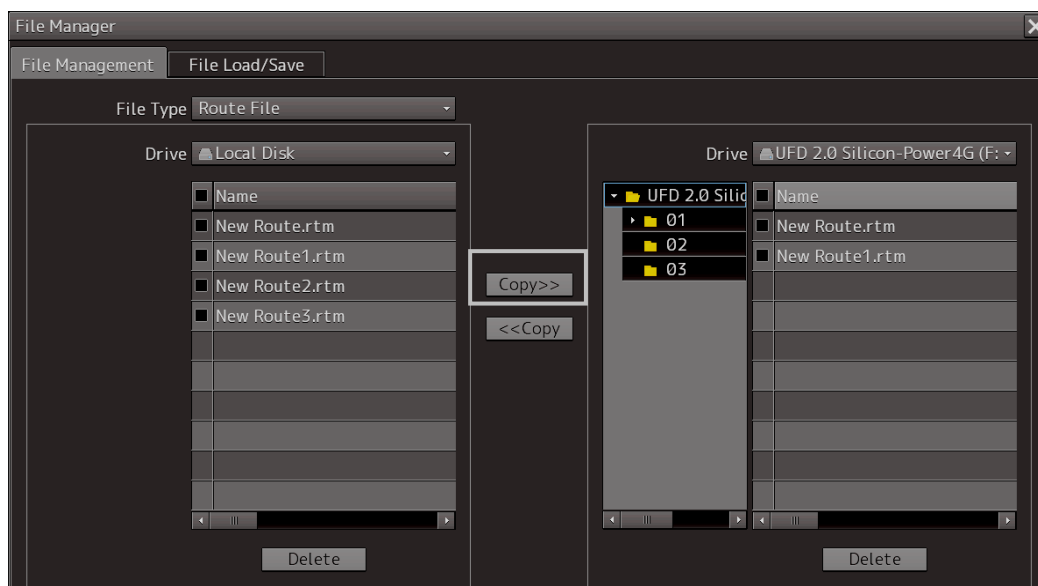 File Manager
File Management File Load/Save
File Type Route File
Drive Local Disk
Name
New Route.rtm
New Route1.rtm
New Route2.rtm
New Route3.rtm
Delete
Copy>>
<<Copy
Drive UFD 2.0 Silicon-Power4G (F:
UFD 2.0 Silic
01
02
03
Name
New Route.rtm
New Route1.rtm
Delete